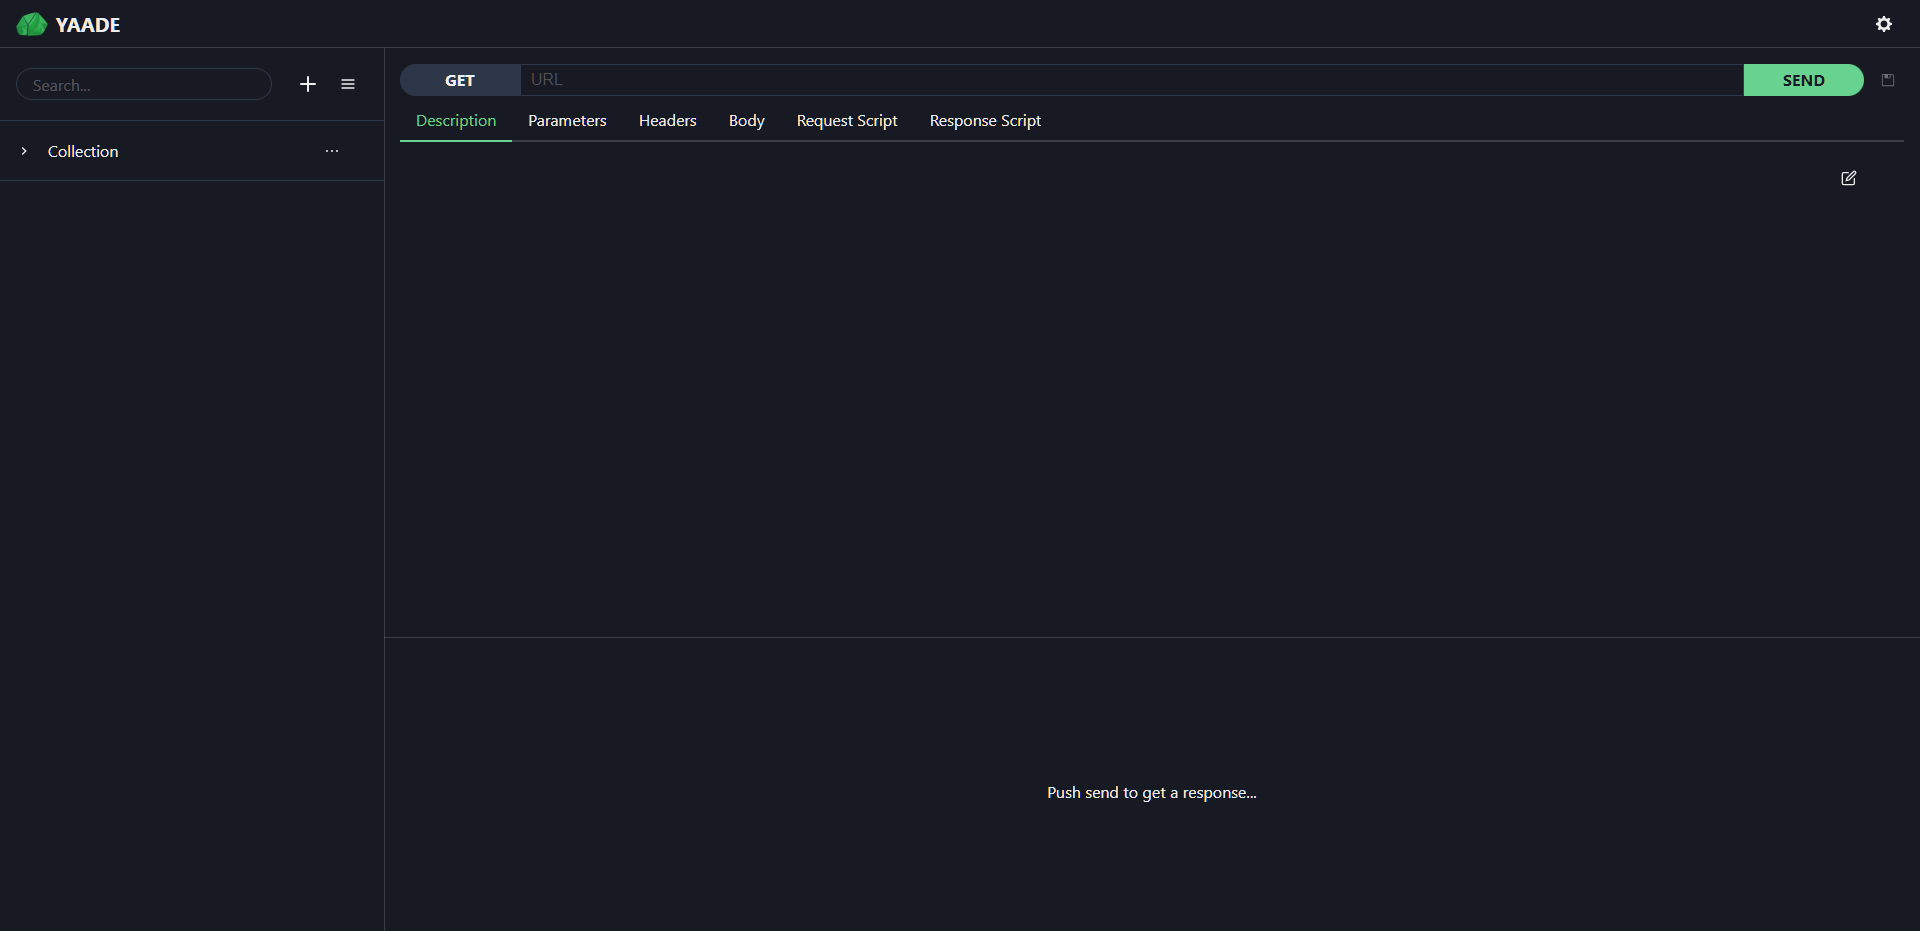 YAADE
Search...
Collection
GET
URL
SEND
Description
Parameters
Headers
Body
Request Script
Response Script
Push send to get a response...